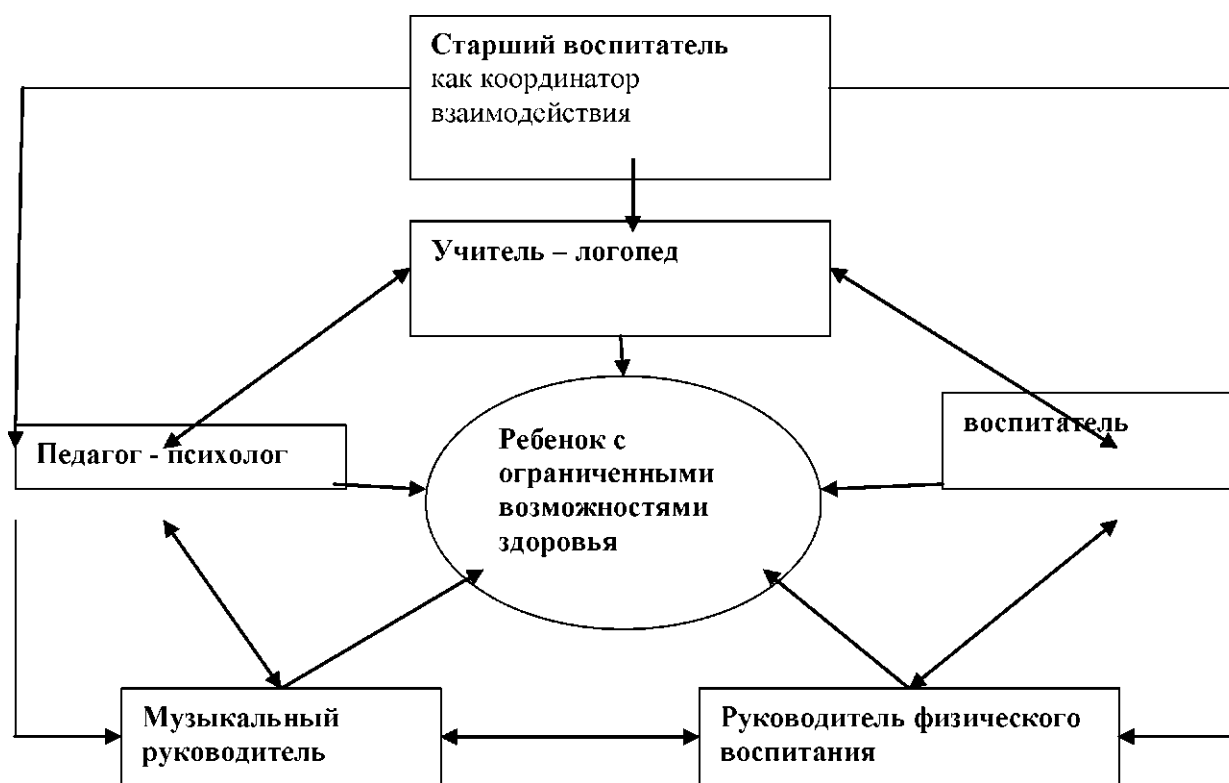 Старший воспитатель
как координатор
взаимодействия
Учитель – логопед
воспитатель
Педагог - психолог
Ребенок с
ограниченными
возможностями
здоровья
Музыкальный
руководитель
Руководитель физического
воспитания